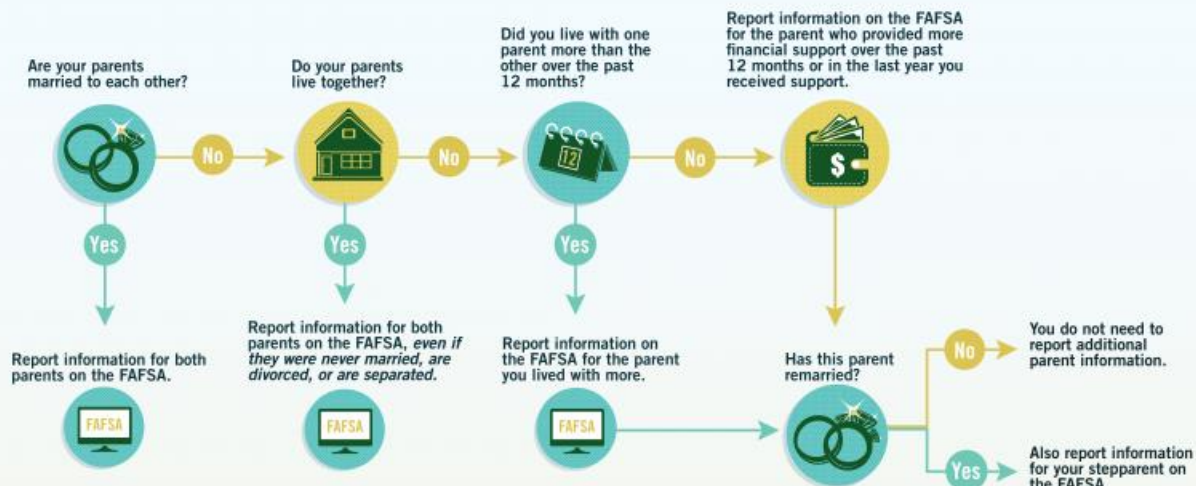 Are your parents
married to each other?
No
Yes
Report information for both
parents on the FAFSA.
FAFSA
Do your parents
live together?
No
Yes
Report information for both
parents on the FAFSA, even if
they were never married, are
divorced, or are separated.
FAFSA
Did you live with one
parent more than the
other over the past
12 months?
12
No
Yes
Report information on
the FAFSA for the parent
you lived with more.
FAFSA
Report information on the FAFSA
for the parent who provided more
financial support over the past
12 months or in the last year you
received support.
$
Has this parent
remarried?
No
You do not need to
report additional
parent information.
Yes
Also report information
for your stepparent on
the FAFSA